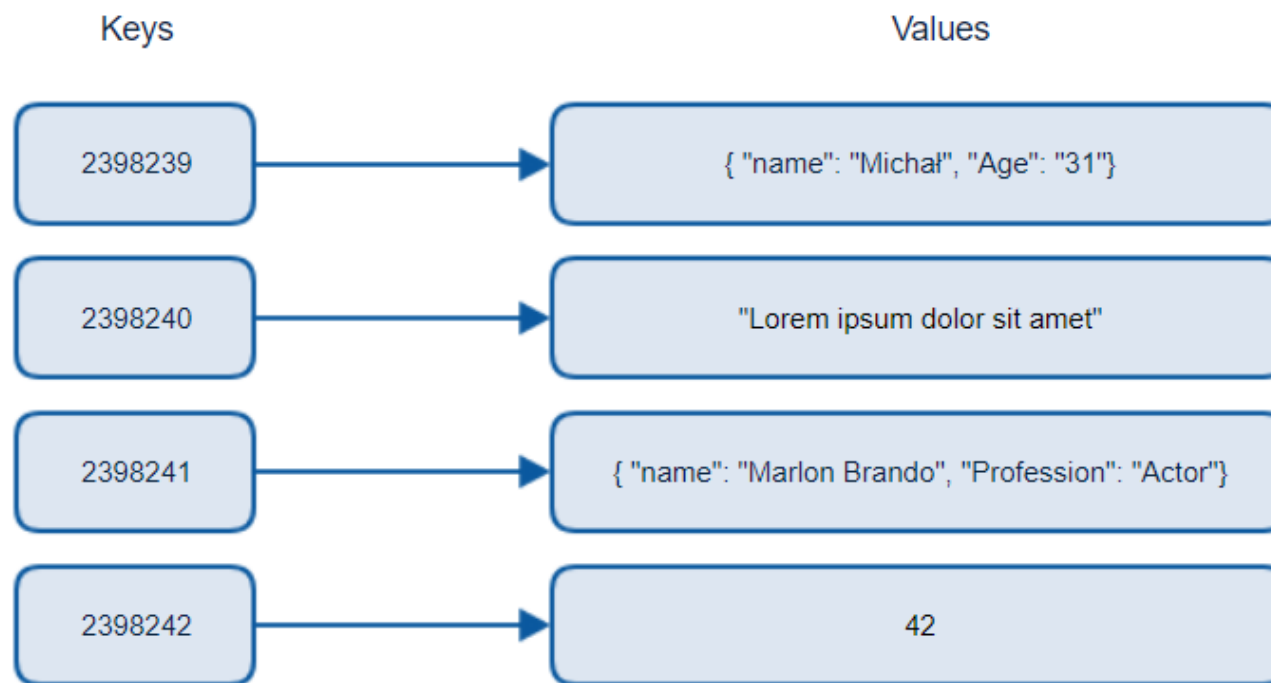 Keys Values
2398239 { "name": "Michał", "Age": "31"}
2398240 "Lorem ipsum dolor sit amet"
2398241 { "name": "Marlon Brando", "Profession": "Actor"}
2398242 42